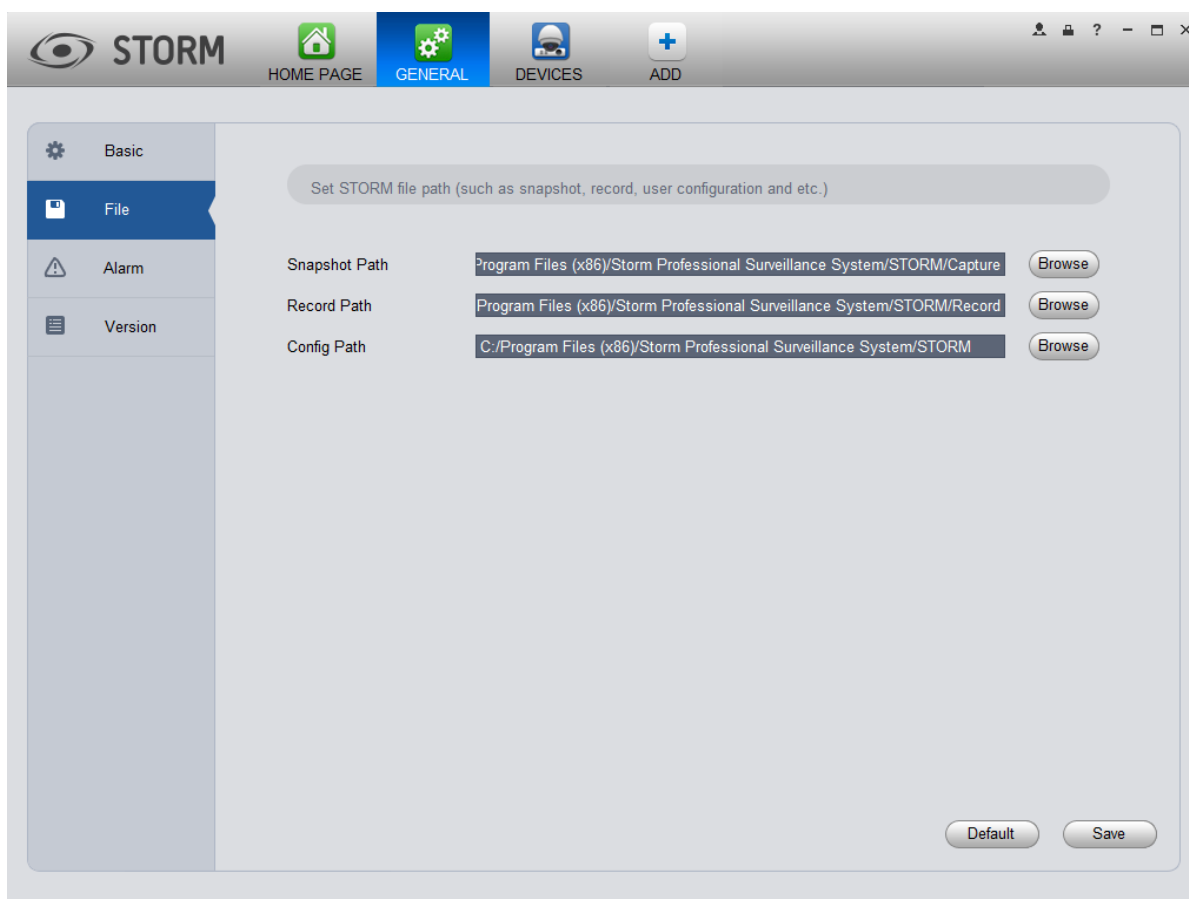 STORM
HOME PAGE
GENERAL
DEVICES
ADD
?
Basic
File
Alarm
Version
Set STORM file path (such as snapshot, record, user configuration and etc.)
Snapshot Path Program Files (x86)/Storm Professional Surveillance System/STORM/Capture Browse
Record Path Program Files (x86)/Storm Professional Surveillance System/STORM/Record Browse
Config Path C:/Program Files (x86)/Storm Professional Surveillance System/STORM Browse
Default Save